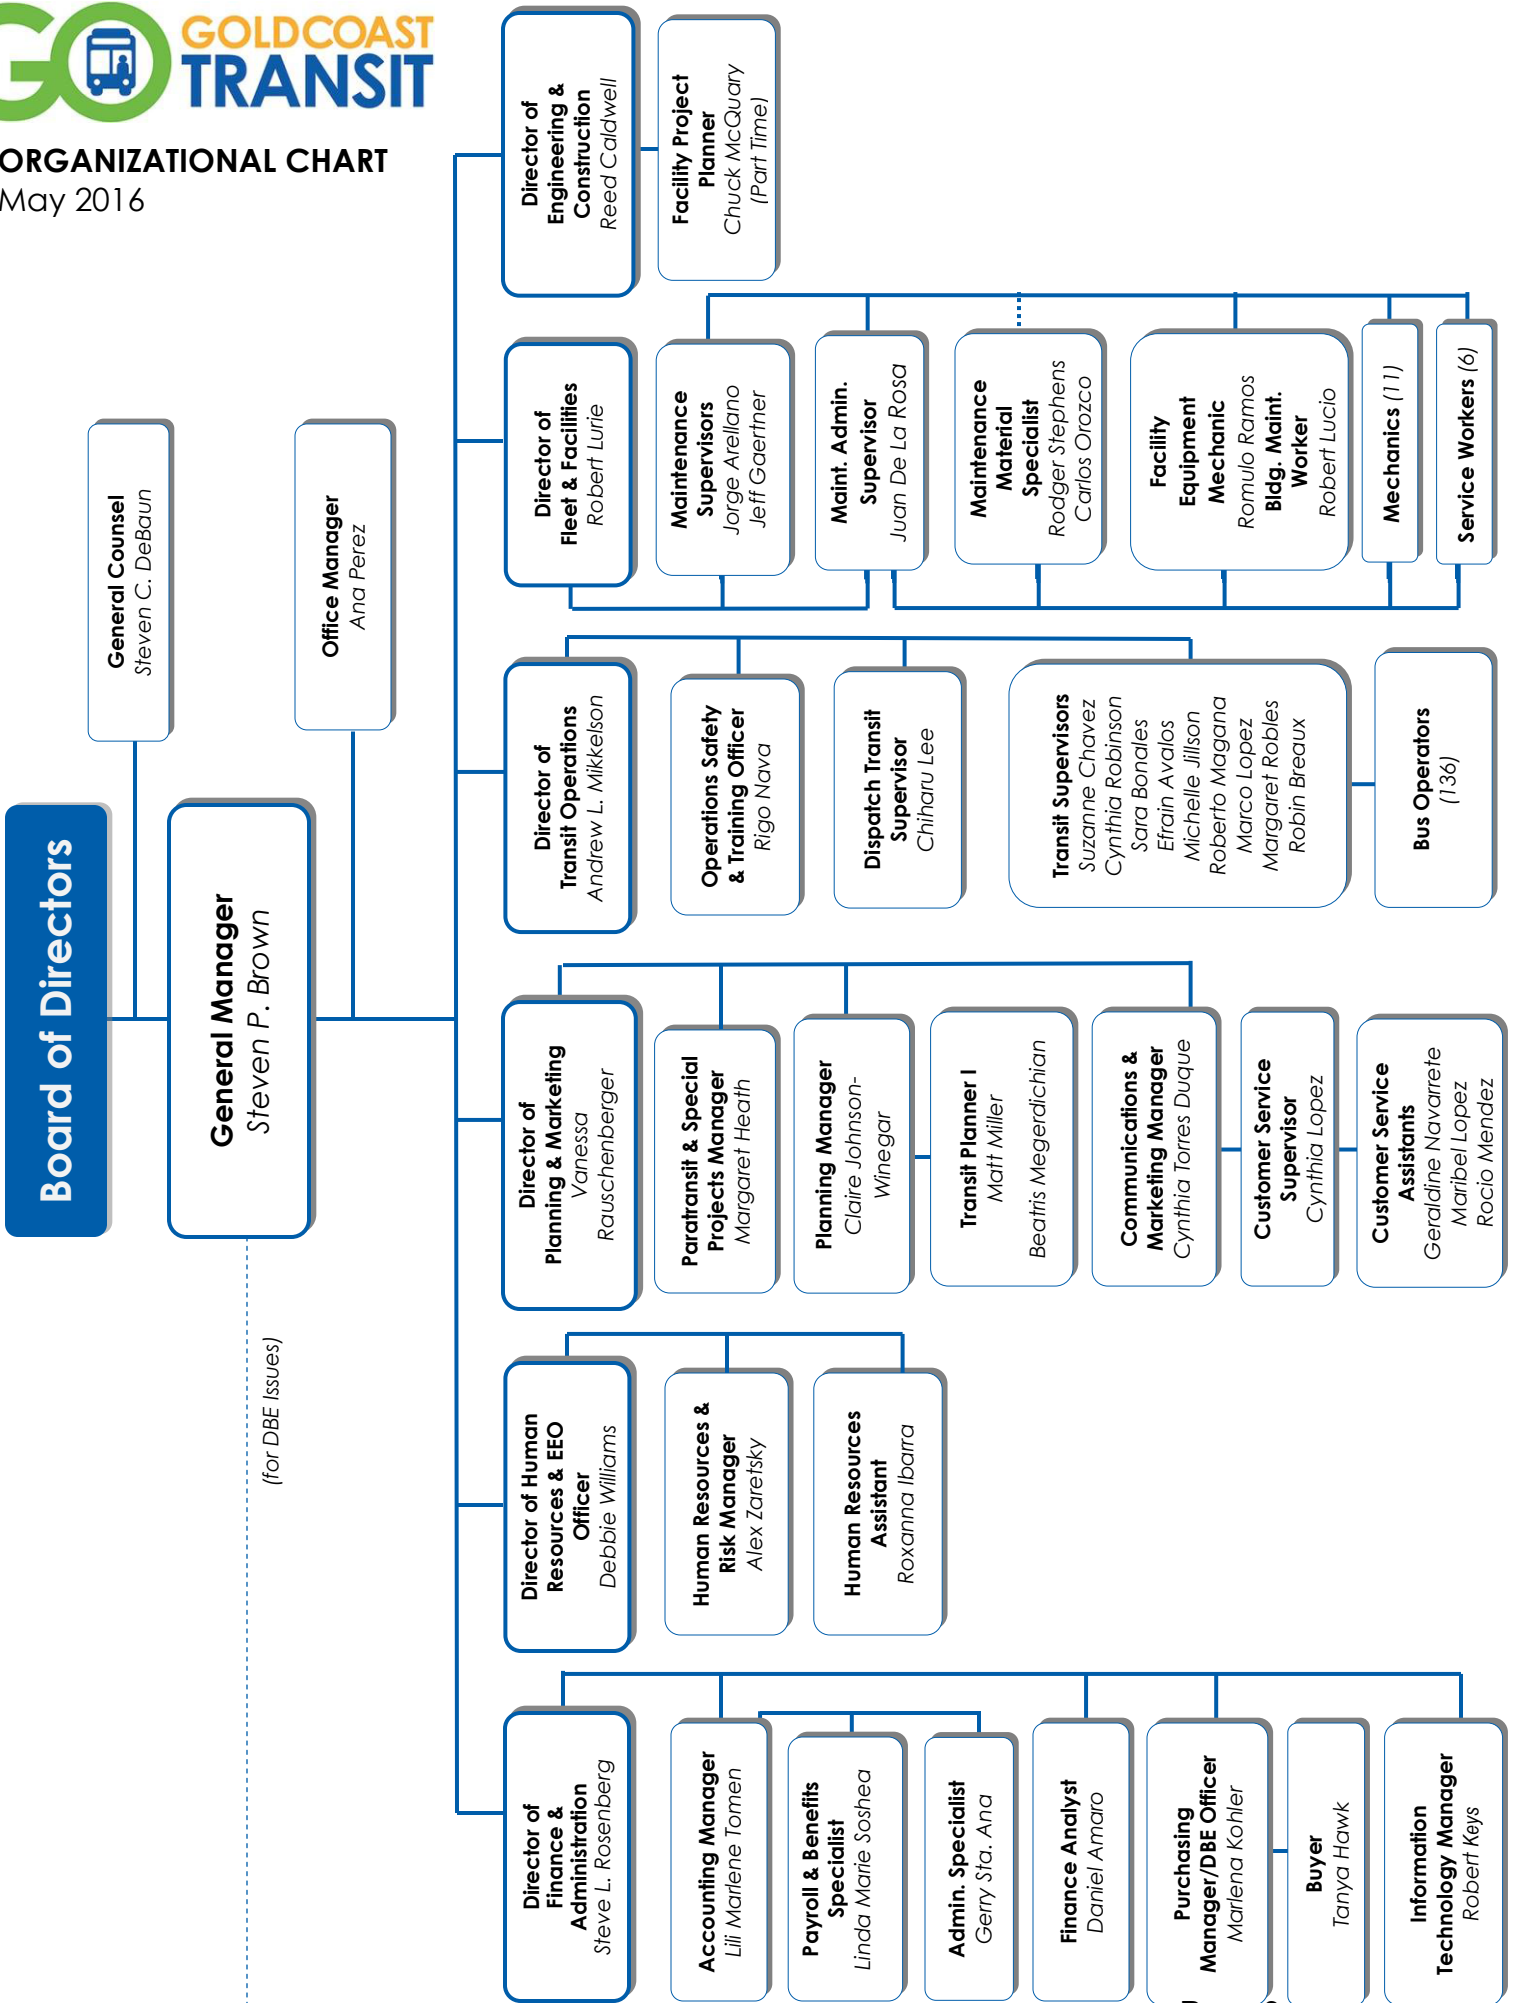 GO
GOLD COAST
TRANSIT
ORGANIZATIONAL CHART
May 2016
Board of Directors
General Counsel
Steven C. DeBaun
General Manager
Steven P. Brown
Office Manager
Ana Perez
(for DBE Issues)
Director of
Finance &
Administration
Steve L. Rosenberg
Accounting Manager
Lili Marlene Tomen
Payroll & Benefits
Specialist
Linda Marie Soshea
Admin. Specialist
Gerry Sta. Ana
Finance Analyst
Daniel Amaro
Purchasing
Manager/DBE Officer
Marlena Kohler
Buyer
Tanya Hawk
Information
Technology Manager
Robert Keys
Director of Human
Resources & EEO
Officer
Debbie Williams
Human Resources &
Risk Manager
Alex Zaretsky
Human Resources
Assistant
Roxanna Ibarra
Director of
Planning & Marketing
Vanessa
Rauschenberger
Paratransit & Special
Projects Manager
Margaret Heath
Planning Manager
Claire Johnson-
Winegar
Transit Planner I
Matt Miller
Beatris Megerdichian
Communications &
Marketing Manager
Cynthia Torres Duque
Customer Service
Supervisor
Cynthia Lopez
Customer Service
Assistants
Geraldine Navarrete
Maribel Lopez
Rocio Mendez
Director of
Transit Operations
Andrew L. Mikkelson
Operations Safety
& Training Officer
Rigo Nava
Dispatch Transit
Supervisor
Chiharu Lee
Transit Supervisors
Suzanne Chavez
Cynthia Robinson
Sara Bonales
Efrain Avalos
Michelle Jillson
Roberto Magana
Marco Lopez
Margaret Robles
Robin Breaux
Bus Operators
(136)
Director of
Fleet & Facilities
Robert Lurie
Maintenance
Supervisors
Jorge Arellano
Jeff Gaertner
Maint. Admin.
Supervisor
Juan De La Rosa
Maintenance
Material
Specialist
Rodger Stephens
Carlos Orozco
Facility
Equipment
Mechanic
Romulo Ramos
Bldg. Maint.
Worker
Robert Lucio
Mechanics (11)
Service Workers (6)
Director of
Engineering &
Construction
Reed Caldwell
Facility Project
Planner
Chuck McQuary
(Part Time)